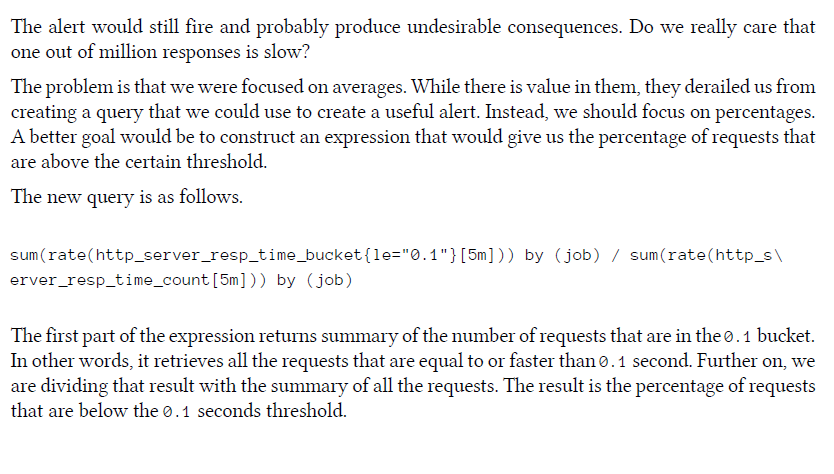 The alert would still fire and probably produce undesirable consequences. Do we really care that
one out of million responses is slow?
The problem is that we were focused on averages. While there is value in them, they derailed us from
creating a query that we could use to create a useful alert. Instead, we should focus on percentages.
A better goal would be to construct an expression that would give us the percentage of requests that
are above the certain threshold.
The new query is as follows.
sum(rate(http_server_resp_time_bucket{le="0.1"}[5m])) by (job) / sum(rate(http_s\
erver_resp_time_count[5m])) by (job)
The first part of the expression returns summary of the number of requests that are in the 0.1 bucket.
In other words, it retrieves all the requests that are equal to or faster than 0.1 second. Further on, we
are dividing that result with the summary of all the requests. The result is the percentage of requests
that are below the 0.1 seconds threshold.